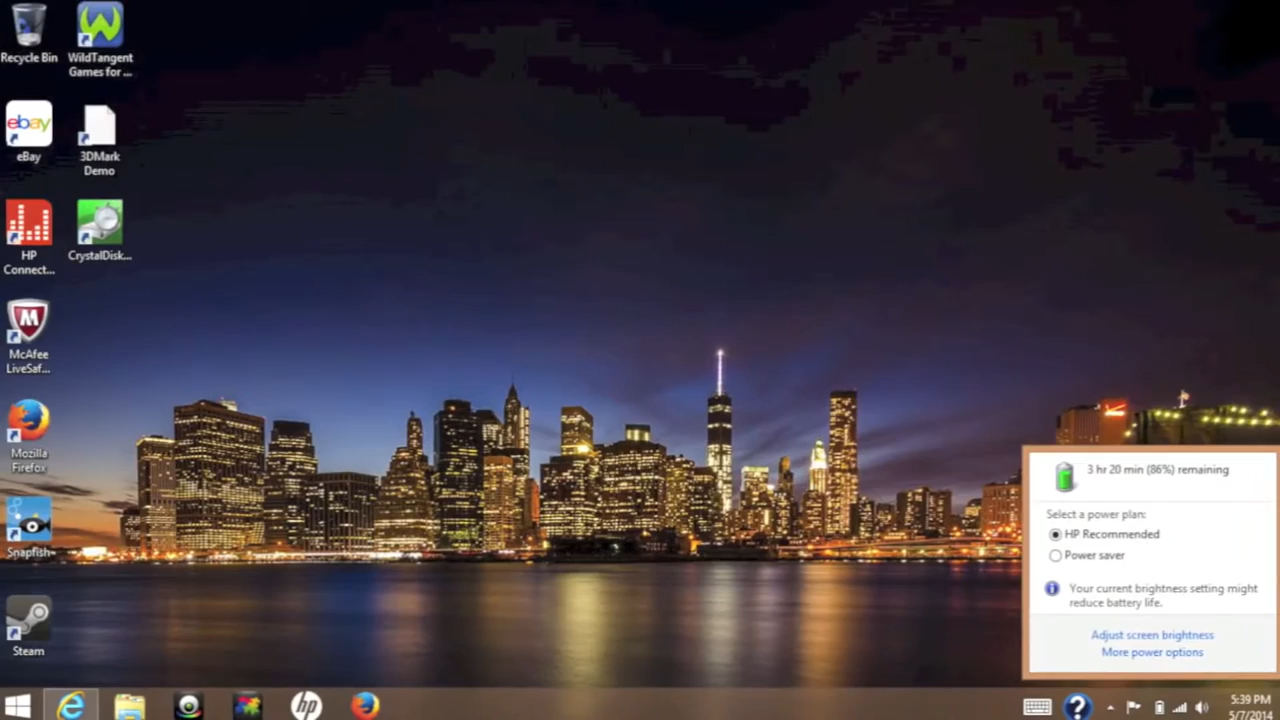 Recycle Bin
WildTangent
Games for ...
ebay
eBay
3DMark
Demo
HP
Connect...
CrystalDisk...
McAfee
LiveSaf...
Mozilla
Firefox
Snapfish
Steam
3 hr 20 min (86%) remaining
Select a power plan:
HP Recommended
Power saver
Your current brightness setting might
reduce battery life.
Adjust screen brightness
More power options
hp
5:39 PM
5/7/2014